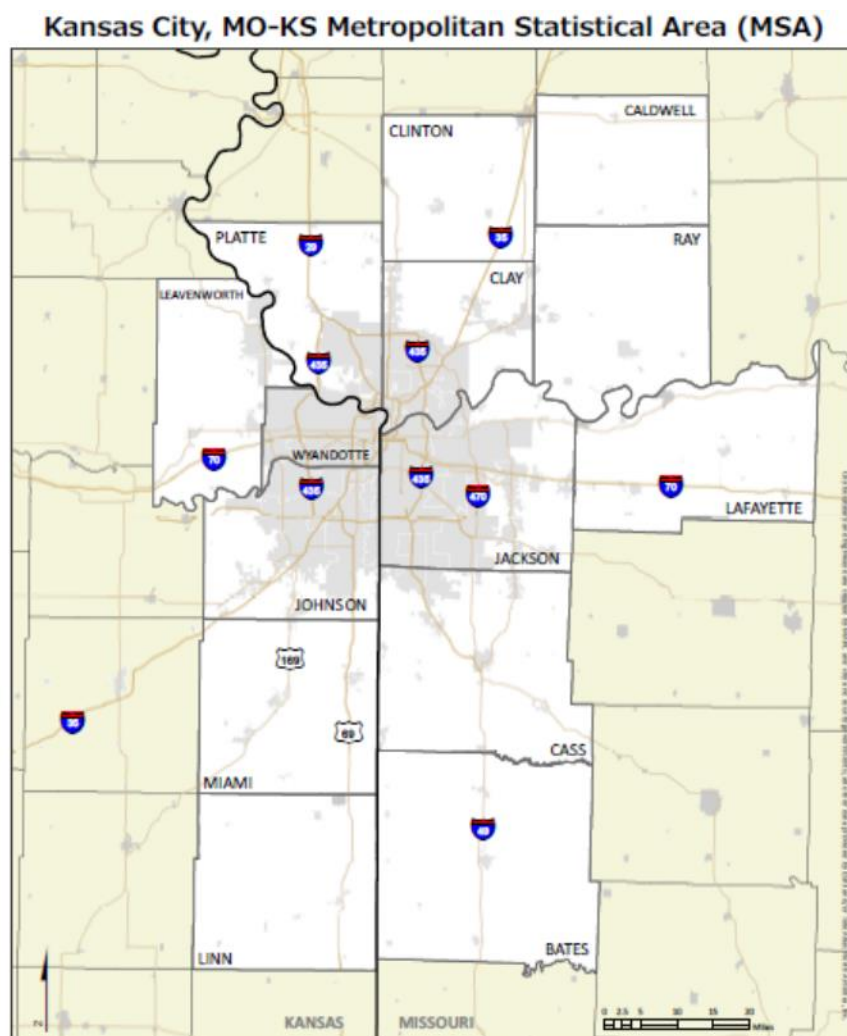 Kansas City, MO-KS Metropolitan Statistical Area (MSA)
CALDWELL
CLINTON
PLATTE
29
35
RAY
CLAY
LEAVENWORTH
435
435
WYANDOTTE
70
435
435
470
70
LAFAYETTE
JACKSON
JOHNSON
169
35
69
CASS
MIAMI
49
LINN
BATES
KANSAS
MISSOURI
0 2.5 5 10 15 20
Miles
N